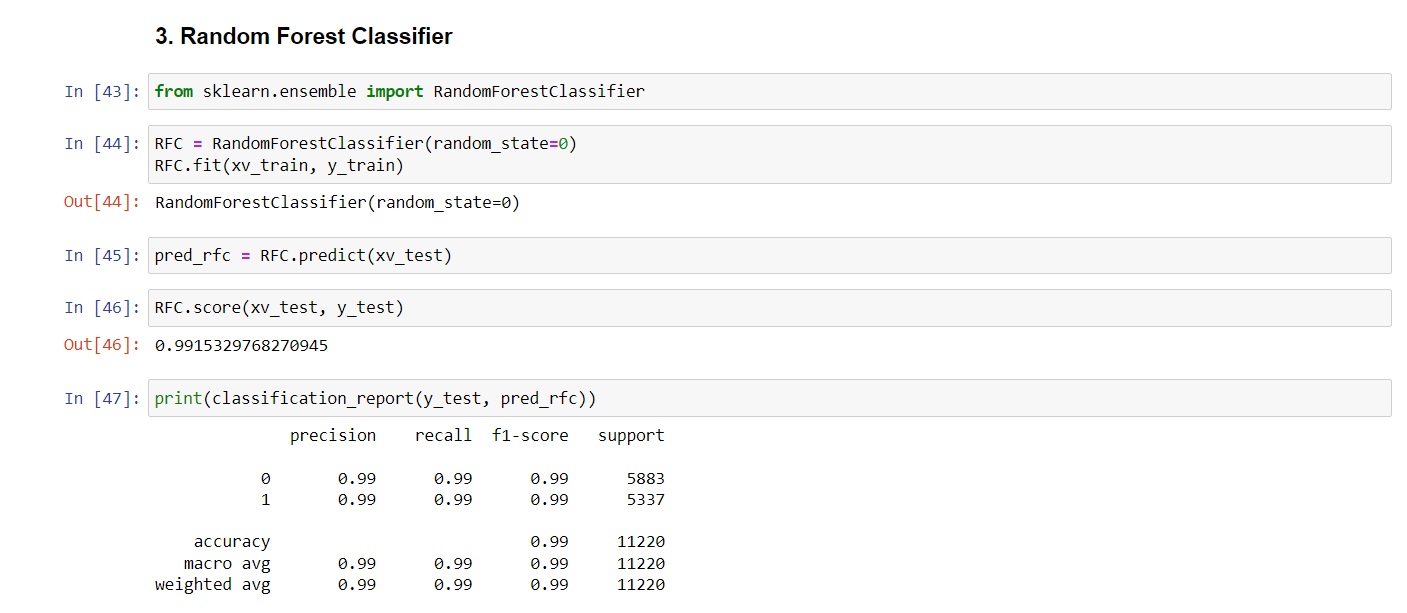 3. Random Forest Classifier
In [43]: from sklearn.ensemble import RandomForestClassifier
In [44]: RFC = RandomForestClassifier(random_state=0)
RFC.fit(xv_train, y_train)
Out[44]: RandomForestClassifier(random_state=0)
In [45]: pred_rfc = RFC.predict(xv_test)
In [46]: RFC.score(xv_test, y_test)
Out[46]: 0.9915329768270945
In [47]: print(classification_report(y_test, pred_rfc))
precision recall f1-score support
0 0.99 0.99 0.99 5883
1 0.99 0.99 0.99 5337
accuracy 0.99 11220
macro avg 0.99 0.99 0.99 11220
weighted avg 0.99 0.99 0.99 11220